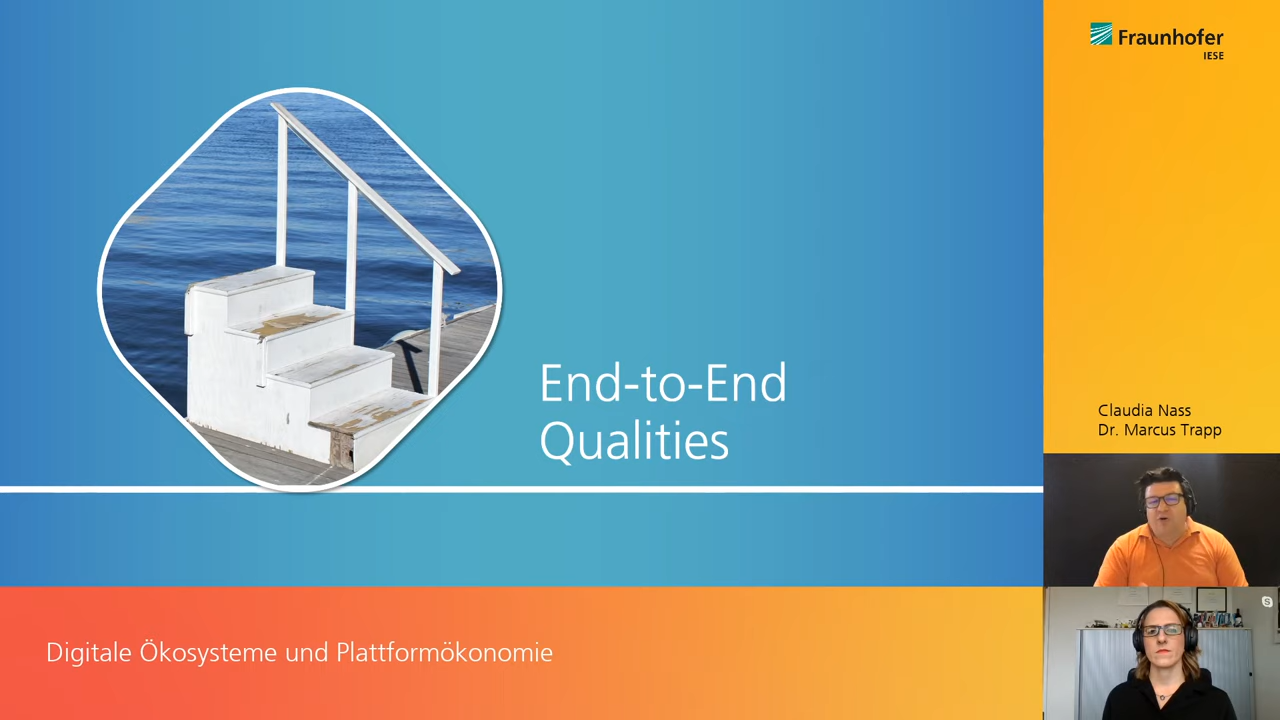 Fraunhofer
IESE
End-to-End
Qualities
Claudia Nass
Dr. Marcus Trapp
Digitale Ökosysteme und Plattformökonomie